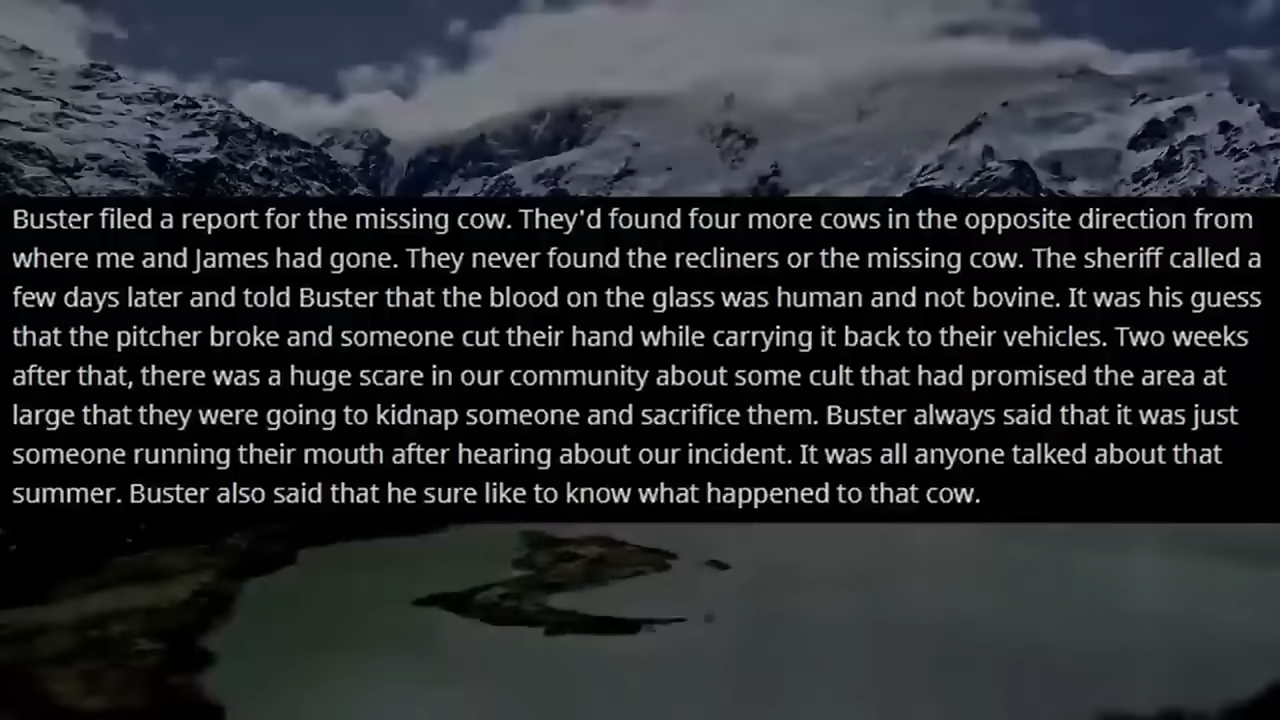 Buster filed a report for the missing cow. They'd found four more cows in the opposite direction from
where me and James had gone. They never found the recliners or the missing cow. The sheriff called a
few days later and told Buster that the blood on the glass was human and not bovine. It was his guess
that the pitcher broke and someone cut their hand while carrying it back to their vehicles. Two weeks
after that, there was a huge scare in our community about some cult that had promised the area at
large that they were going to kidnap someone and sacrifice them. Buster always said that it was just
someone running their mouth after hearing about our incident. It was all anyone talked about that
summer. Buster also said that he sure like to know what happened to that cow.